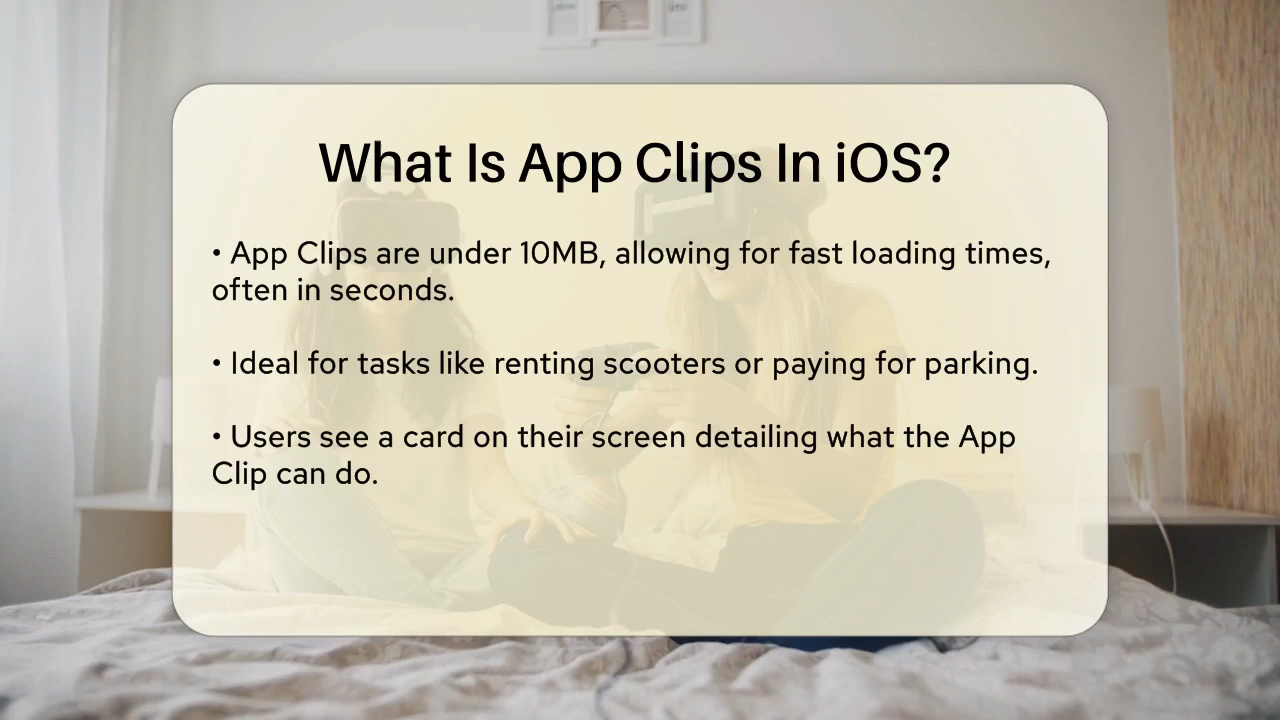 What Is App Clips In iOS?
• App Clips are under 10MB, allowing for fast loading times,
often in seconds.
• Ideal for tasks like renting scooters or paying for parking.
• Users see a card on their screen detailing what the App
Clip can do.